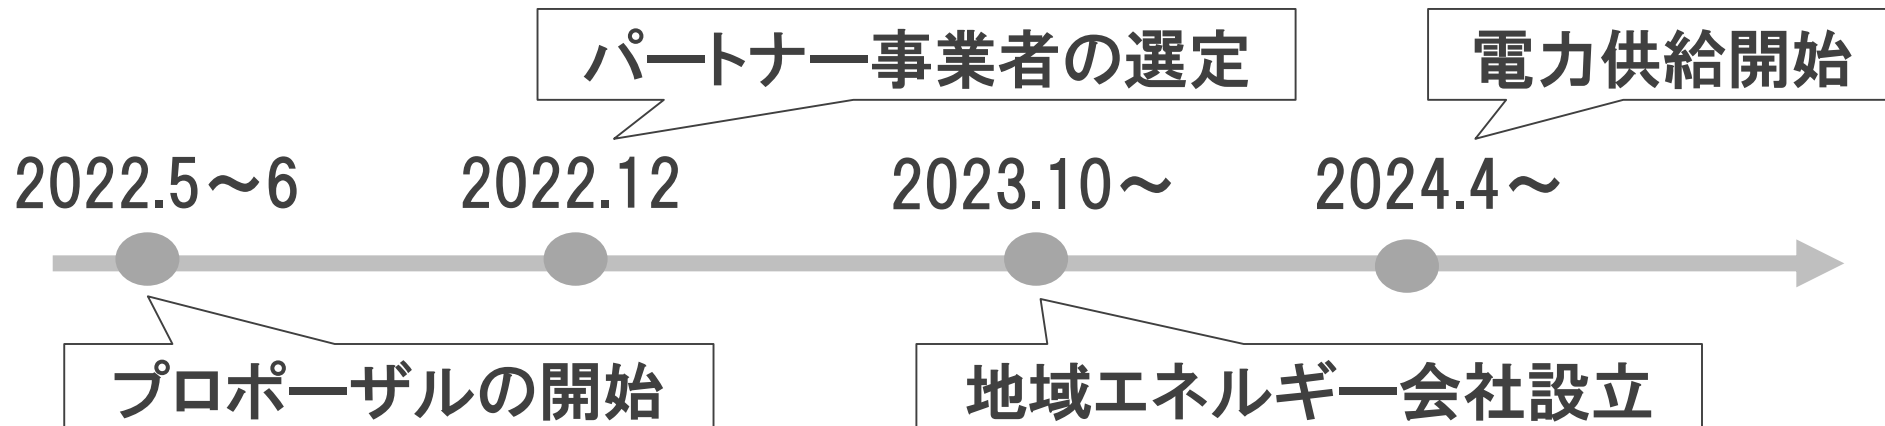 パートナー事業者の選定
電力供給開始
2022.5～6
2022.12
2023.10～
2024.4～
プロポーザルの開始
地域エネルギー会社設立